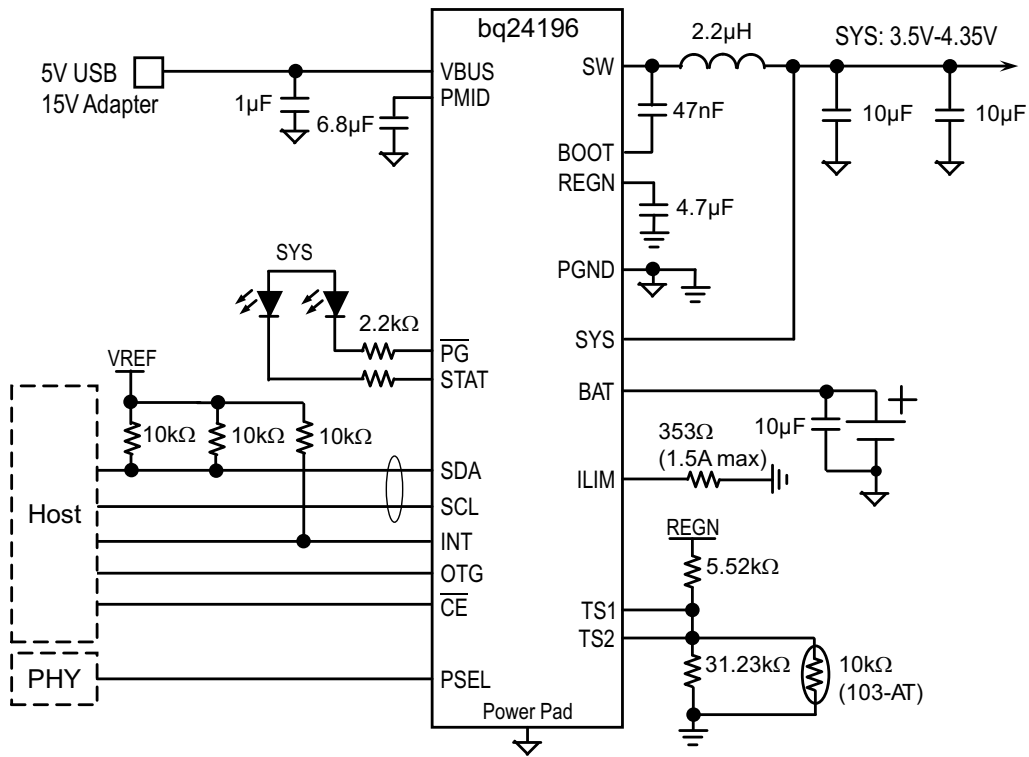 bq24196
5V USB
15V Adapter
1µF
6.8µF
VBUS
PMID
SW
2.2µH
SYS: 3.5V-4.35V
47nF
10µF
10µF
BOOT
REGN
4.7µF
PGND
SYS
SYS
2.2kΩ
PG
STAT
VREF
10kΩ
10kΩ
10kΩ
BAT
10µF
+
353Ω
(1.5A max)
ILIM
Host
SDA
SCL
INT
OTG
CE
REGN
5.52kΩ
TS1
TS2
31.23kΩ
10kΩ
(103-AT)
PHY
PSEL
Power Pad